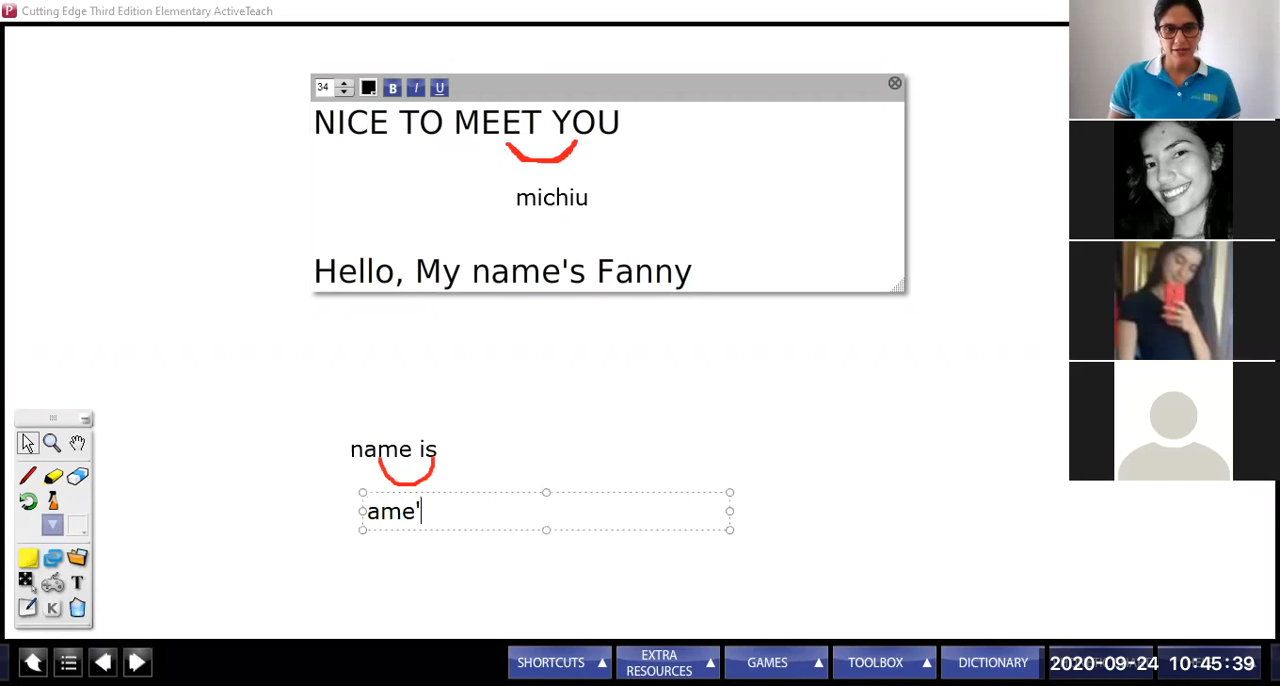 Cutting Edge Third Edition Elementary ActiveTeach
34 B I U
NICE TO MEET YOU
michiu
Hello, My name's Fanny
name is
ame'
T
K
SHORTCUTS
EXTRA
RESOURCES
GAMES
TOOLBOX
DICTIONARY
2020-09-24 10:45:39